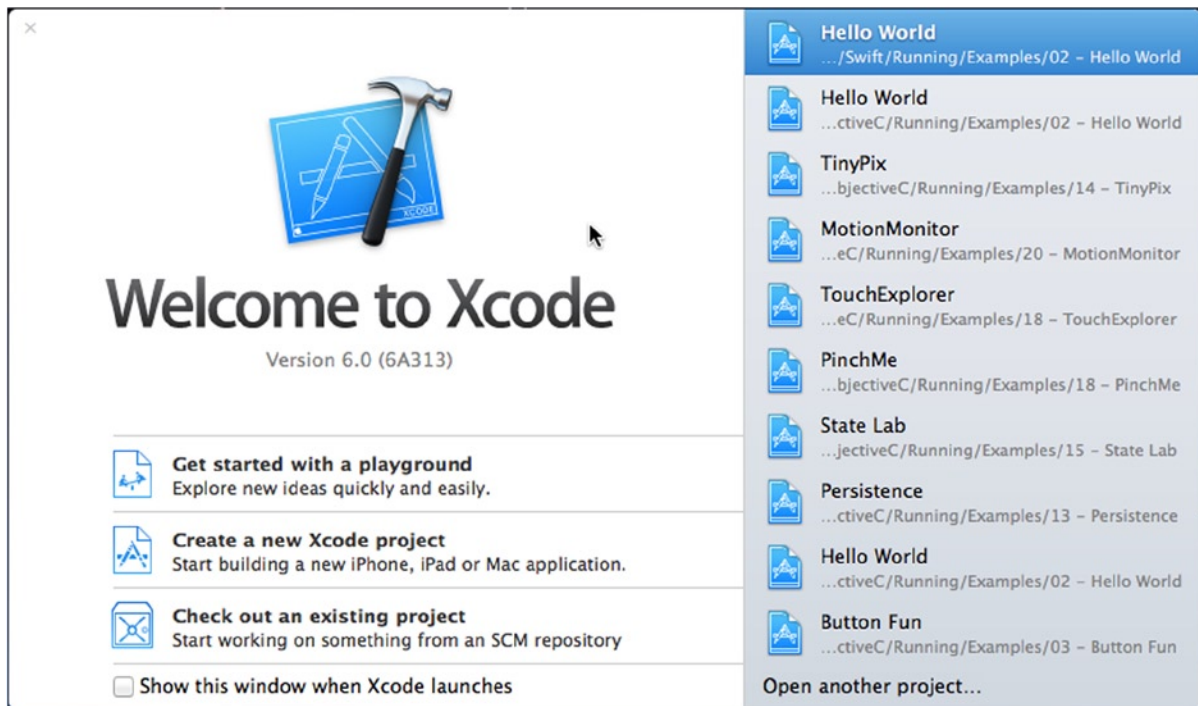 XCODE
Welcome to Xcode
Version 6.0 (6A313)
Get started with a playground
Explore new ideas quickly and easily.
Create a new Xcode project
Start building a new iPhone, iPad or Mac application.
Check out an existing project
Start working on something from an SCM repository
Show this window when Xcode launches
Hello World
.../Swift/Running/Examples/02 – Hello World
Hello World
...ctiveC/Running/Examples/02 – Hello World
TinyPix
...bjectiveC/Running/Examples/14 – TinyPix
MotionMonitor
...eC/Running/Examples/20 – MotionMonitor
TouchExplorer
...eC/Running/Examples/18 – TouchExplorer
PinchMe
...bjectiveC/Running/Examples/18 – PinchMe
State Lab
...jectiveC/Running/Examples/15 – State Lab
Persistence
...ctiveC/Running/Examples/13 – Persistence
Hello World
...ctiveC/Running/Examples/02 – Hello World
Button Fun
...ctiveC/Running/Examples/03 – Button Fun
Open another project...